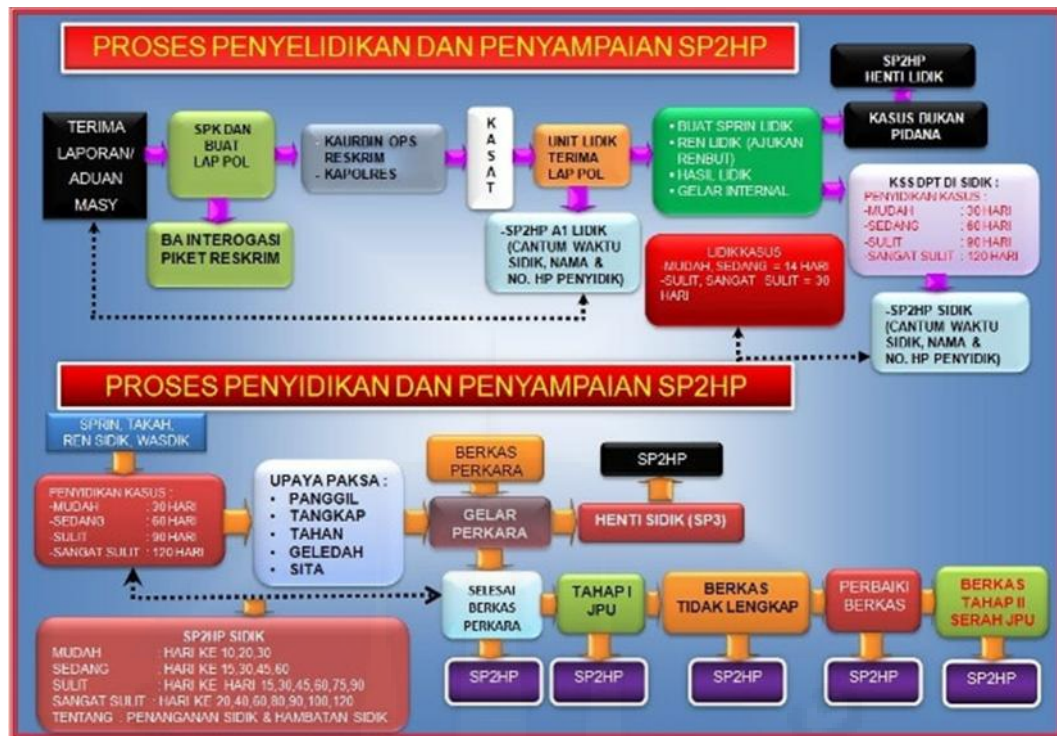 PROSES PENYELIDIKAN DAN PENYAMPAIAN SP2HP
TERIMA
LAPORAN/
ADUAN
MASY
SPK DAN
BUAT
LAP POL
BA INTEROGASI
PIKET RESKRIM
- KAURBIN OPS
RESKRIM
- KAPOLRES
K
A
S
A
T
UNIT LIDIK
TERIMA
LAP POL
-SP2HP A1 LIDIK
(CANTUM WAKTU
SIDIK, NAMA &
NO. HP PENYIDIK)
• BUAT SPRIN LIDIK
• REN LIDIK (AJUKAN
RENBUT)
• HASIL LIDIK
• GELAR INTERNAL
SP2HP
HENTI LIDIK
KASUS BUKAN
PIDANA
KSS DPT DI SIDIK :
PENYIDIKAN KASUS :
-MUDAH : 30 HARI
-SEDANG : 60 HARI
-SULIT : 90 HARI
-SANGAT SULIT : 120 HARI
LIDIK KASUS
-MUDAH, SEDANG = 14 HARI
-SULIT, SANGAT SULIT = 30
HARI
-SP2HP SIDIK
(CANTUM WAKTU
SIDIK, NAMA &
NO. HP PENYIDIK)
PROSES PENYIDIKAN DAN PENYAMPAIAN SP2HP
SPRIN, TAKAH,
REN SIDIK, WASDIK
PENYIDIKAN KASUS :
-MUDAH : 30 HARI
-SEDANG : 60 HARI
-SULIT : 90 HARI
-SANGAT SULIT : 120 HARI
UPAYA PAKSA :
• PANGGIL
• TANGKAP
• TAHAN
• GELEDAH
• SITA
BERKAS
PERKARA
GELAR
PERKARA
SP2HP
HENTI SIDIK (SP3)
SELESAI
BERKAS
PERKARA
TAHAP I
JPU
BERKAS
TIDAK LENGKAP
PERBAIKI
BERKAS
BERKAS
TAHAP II
SERAH JPU
SP2HP
SP2HP
SP2HP
SP2HP
SP2HP
SP2HP SIDIK
MUDAH : HARI KE 10,20,30
SEDANG : HARI KE 15,30,45,60
SULIT : HARI KE HARI 15,30,45,60,75,90
SANGAT SULIT : HARI KE 20,40,60,80,90,100,120
TENTANG : PENANGANAN SIDIK & HAMBATAN SIDIK